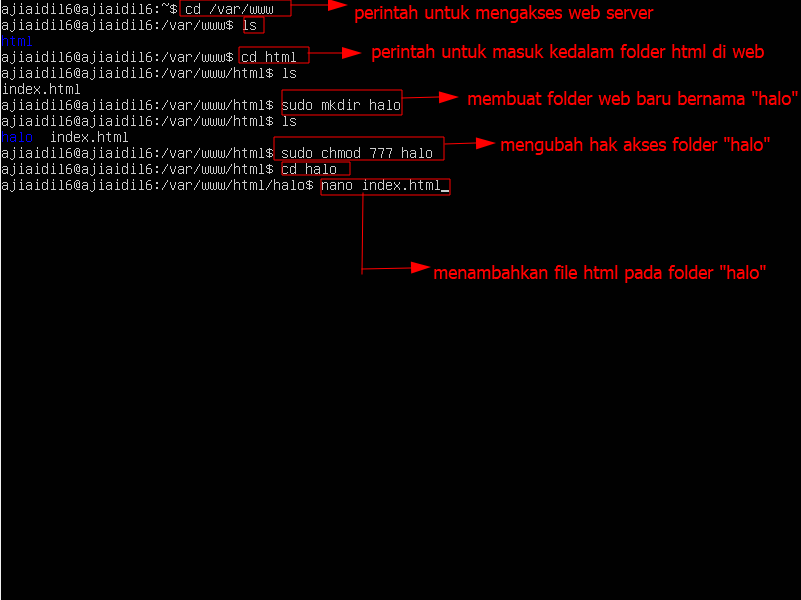 ajiaidil6@ajiaidil6:~$ cd /var/www
perintah untuk mengakses web server
ajiaidil6@ajiaidil6:/var/www$ ls
html
ajiaidil6@ajiaidil6:/var/www$ cd html
perintah untuk masuk kedalam folder html di web
ajiaidil6@ajiaidil6:/var/www/html$ ls
index.html
ajiaidil6@ajiaidil6:/var/www/html$ sudo mkdir halo
membuat folder web baru bernama "halo"
ajiaidil6@ajiaidil6:/var/www/html$ ls
halo  index.html
ajiaidil6@ajiaidil6:/var/www/html$ sudo chmod 777 halo
mengubah hak akses folder "halo"
ajiaidil6@ajiaidil6:/var/www/html$ cd halo
ajiaidil6@ajiaidil6:/var/www/html/halo$ nano index.html_
menambahkan file html pada folder "halo"